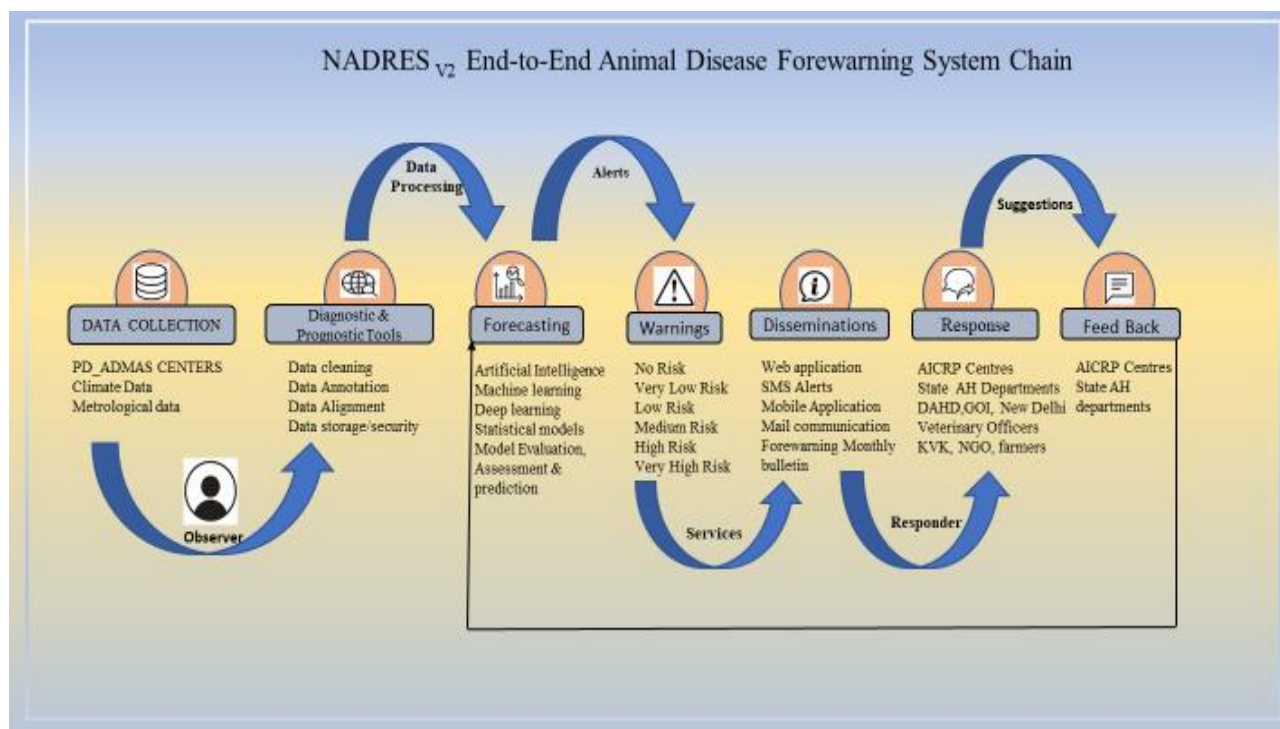 NADRES V2 End-to-End Animal Disease Forewarning System Chain
Data
Processing
Alerts
Suggestions
DATA COLLECTION
Diagnostic &
Prognostic Tools
Forecasting
Warnings
Disseminations
Response
Feed Back
PD_ADMAS CENTERS
Climate Data
Metrological data
Data cleaning
Data Annotation
Data Alignment
Data storage/security
Artificial Intelligence
Machine learning
Deep learning
Statistical models
Model Evaluation,
Assessment &
prediction
No Risk
Very Low Risk
Low Risk
Medium Risk
High Risk
Very High Risk
Web application
SMS Alerts
Mobile Application
Mail communication
Forewarning Monthly
bulletin
AICRP Centres
State AH Departments
DAHD,GOI, New Delhi
Veterinary Officers
KVK, NGO, farmers
AICRP Centres
State AH
departments
Observer
Services
Responder